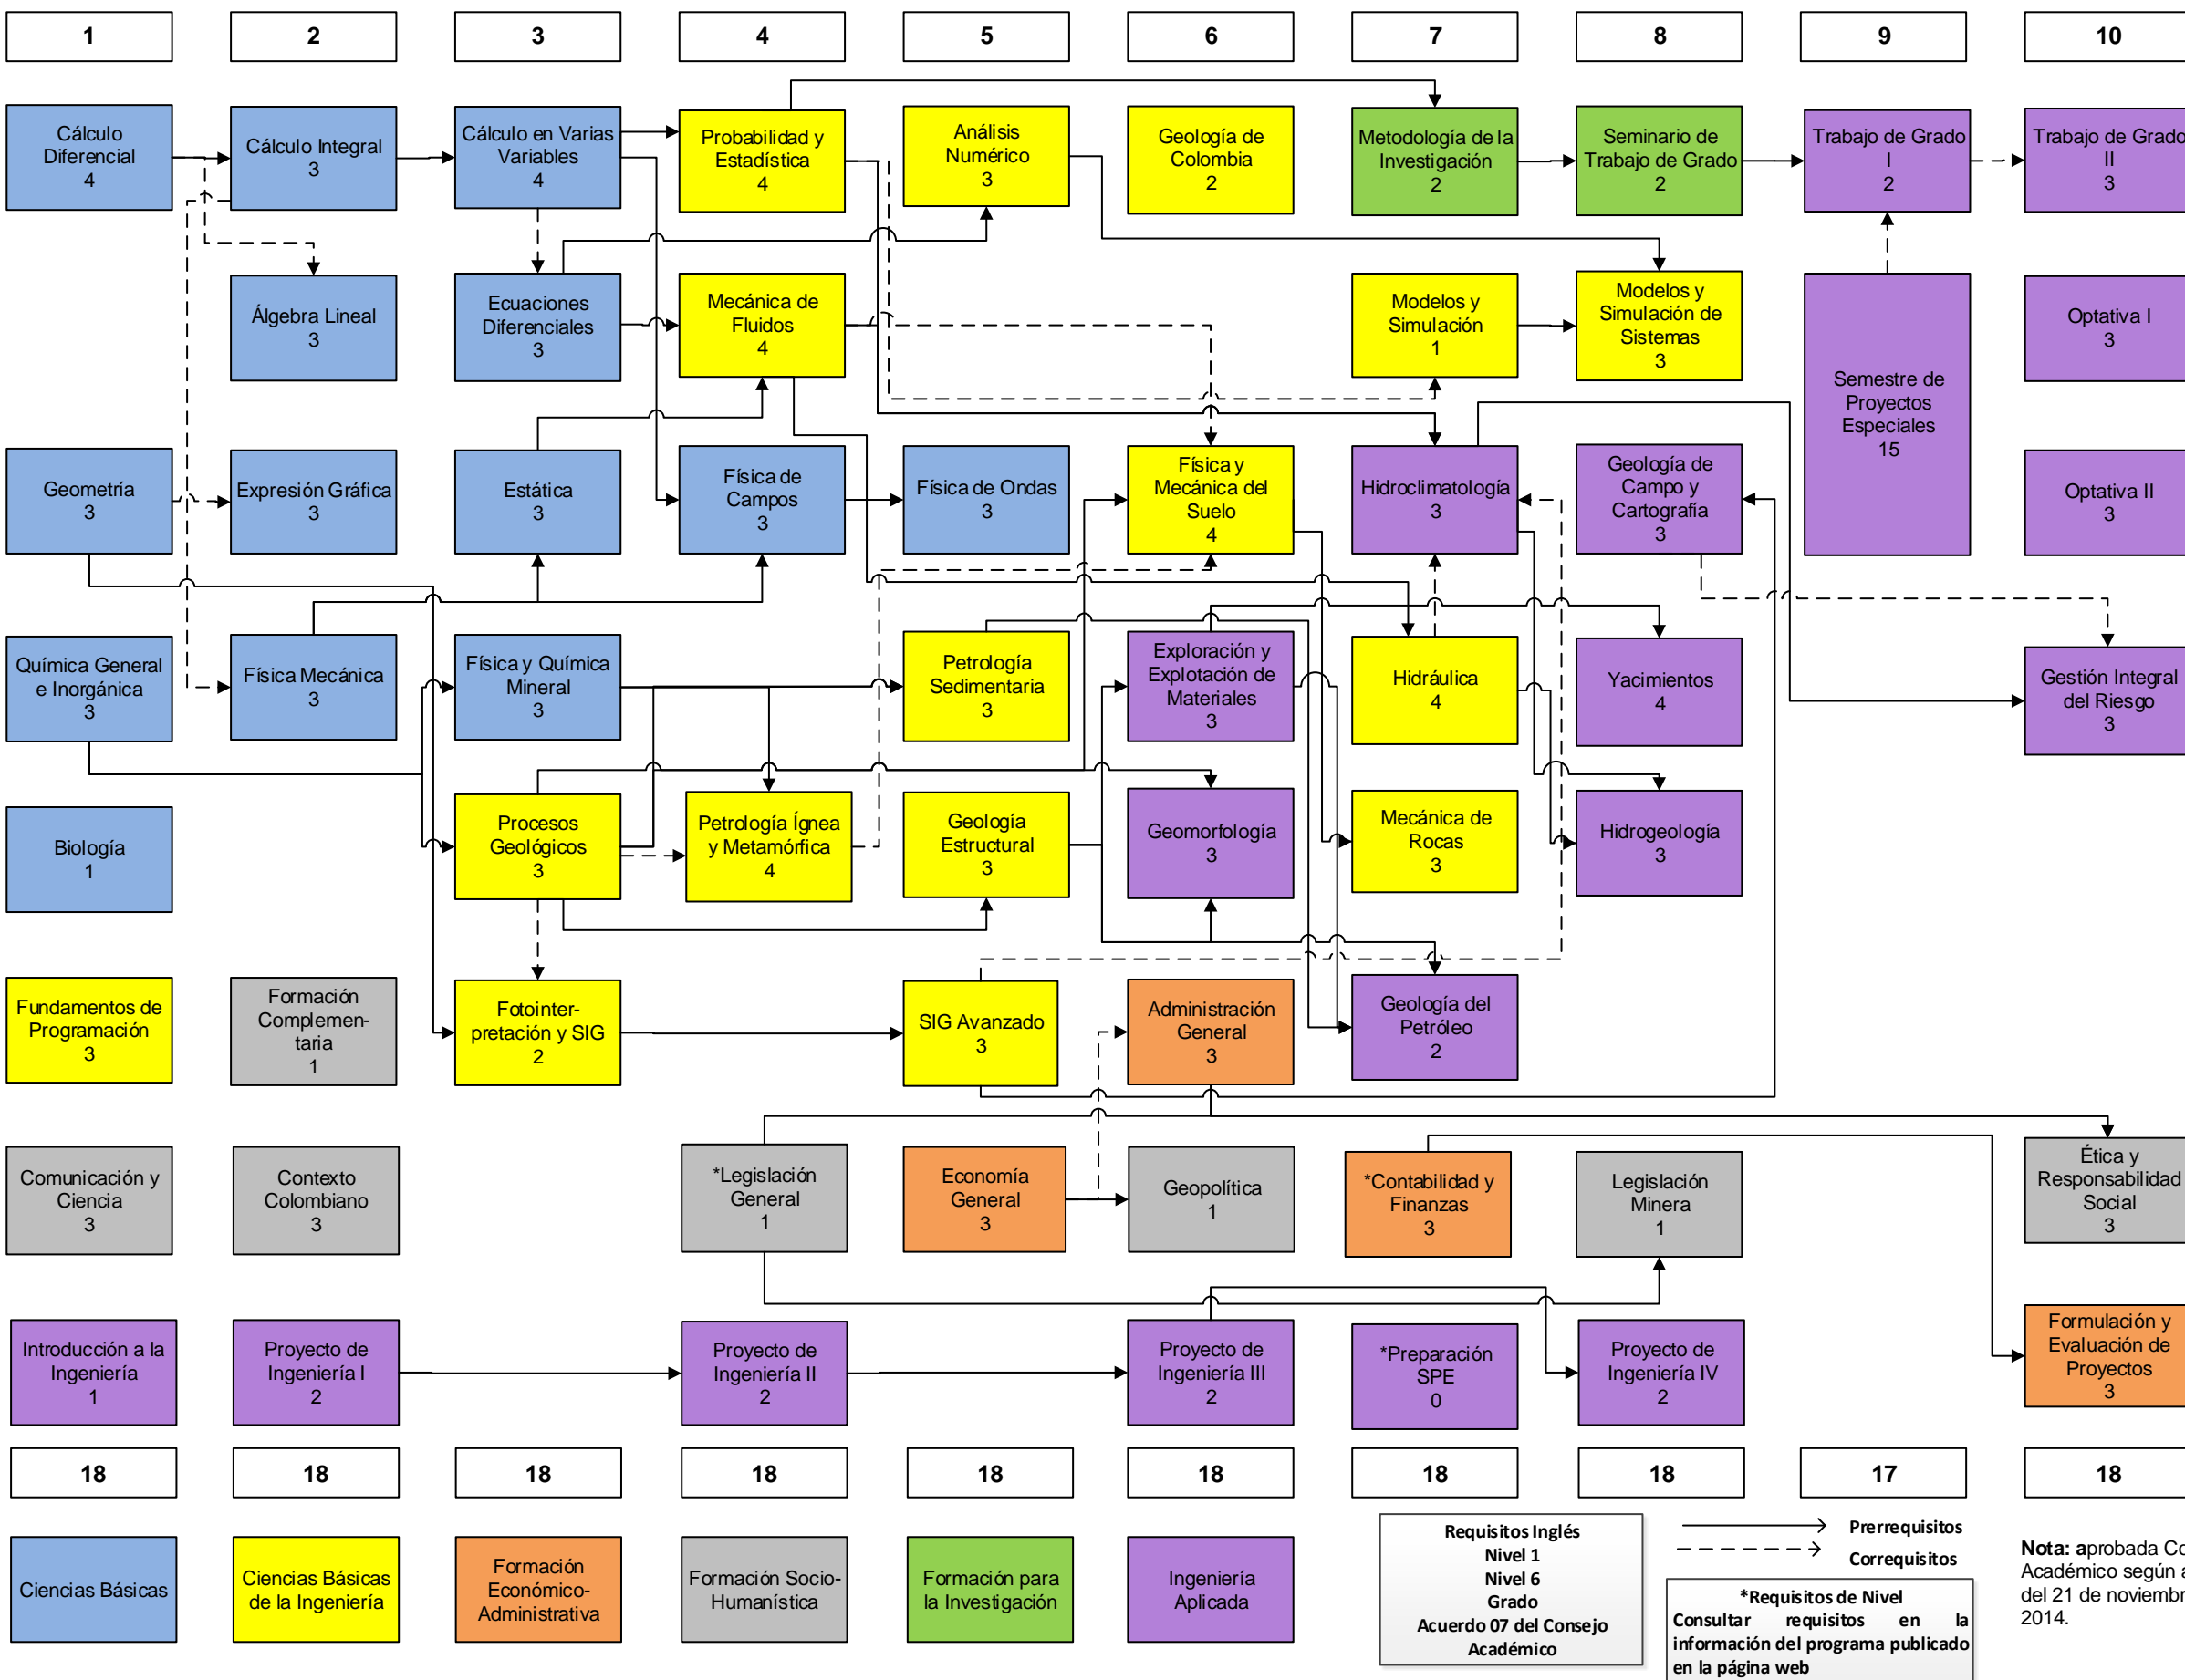 1
2
3
4
5
6
7
8
9
10
Cálculo
Diferencial
4
Cálculo Integral
3
Cálculo en Varias
Variables
4
Probabilidad y
Estadística
4
Análisis
Numérico
3
Geología de
Colombia
2
Metodología de la
Investigación
2
Seminario de
Trabajo de Grado
2
Trabajo de Grado
I
2
Trabajo de Grado
II
3
Álgebra Lineal
3
Ecuaciones
Diferenciales
3
Mecánica de
Fluidos
4
Modelos y
Simulación
1
Modelos y
Simulación de
Sistemas
3
Semestre de
Proyectos
Especiales
15
Optativa I
3
Geometría
3
Expresión Gráfica
3
Estática
3
Física de
Campos
3
Física de Ondas
3
Física y
Mecánica del
Suelo
4
Hidroclimatología
3
Geología de
Campo y
Cartografía
3
Optativa II
3
Química General
e Inorgánica
3
Física Mecánica
3
Física y Química
Mineral
3
Petrología
Sedimentaria
3
Exploración y
Explotación de
Materiales
3
Hidráulica
4
Yacimientos
4
Gestión Integral
del Riesgo
3
Biología
1
Procesos
Geológicos
3
Petrología Ígnea
y Metamórfica
4
Geología
Estructural
3
Geomorfología
3
Mecánica de
Rocas
3
Hidrogeología
3
Fundamentos de
Programación
3
Formación
Complemen-
taria
1
Fotointer-
pretación y SIG
2
SIG Avanzado
3
Administración
General
3
Geología del
Petróleo
2
Comunicación y
Ciencia
3
Contexto
Colombiano
3
*Legislación
General
1
Economía
General
3
Geopolítica
1
*Contabilidad y
Finanzas
3
Legislación
Minera
1
Ética y
Responsabilidad
Social
3
Introducción a la
Ingeniería
1
Proyecto de
Ingeniería I
2
Proyecto de
Ingeniería II
2
Proyecto de
Ingeniería III
2
*Preparación
SPE
0
Proyecto de
Ingeniería IV
2
Formulación y
Evaluación de
Proyectos
3
18
18
18
18
18
18
18
18
17
18
Ciencias Básicas
Ciencias Básicas
de la Ingeniería
Formación
Económico-
Administrativa
Formación Socio-
Humanística
Formación para
la Investigación
Ingeniería
Aplicada
Requisitos Inglés
Nivel 1
Nivel 6
Grado
Acuerdo 07 del Consejo
Académico
Prerrequisitos
Correquisitos
*Requisitos de Nivel
Consultar requisitos en la
información del programa publicado
en la página web
Nota: aprobada Co
Académico según a
del 21 de noviembr
2014.